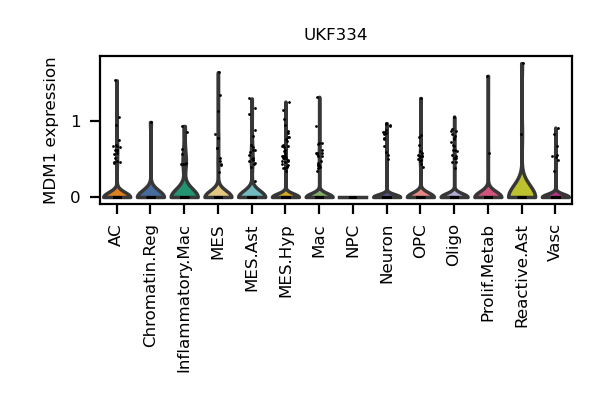 UKF334
MDM1 expression
1
0
AC
Chromatin.Reg
Inflammatory.Mac
MES
MES.Ast
MES.Hyp
Mac
NPC
Neuron
OPC
Oligo
Prolif.Metab
Reactive.Ast
Vasc